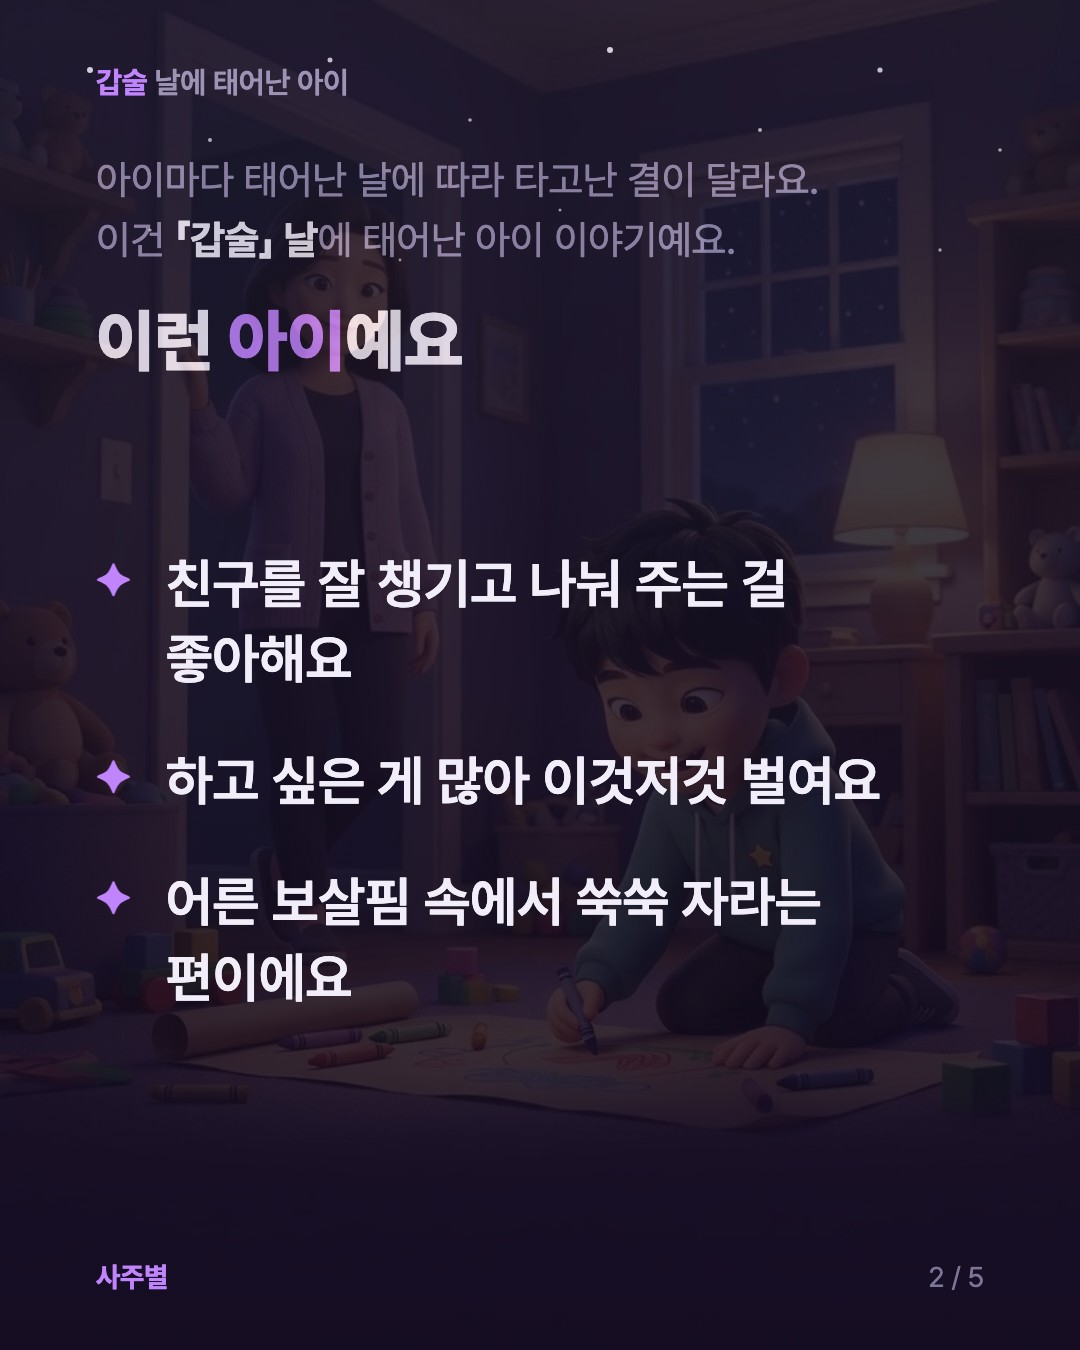 갑술 날에 태어난 아이
아이마다 태어난 날에 따라 타고난 결이 달라요.
이건 「갑술」 날에 태어난 아이 이야기예요.
이런 아이예요
친구를 잘 챙기고 나눠 주는 걸
좋아해요
하고 싶은 게 많아 이것저것 벌여요
어른 보살핌 속에서 쑥쑥 자라는
편이에요
사주별
2 / 5